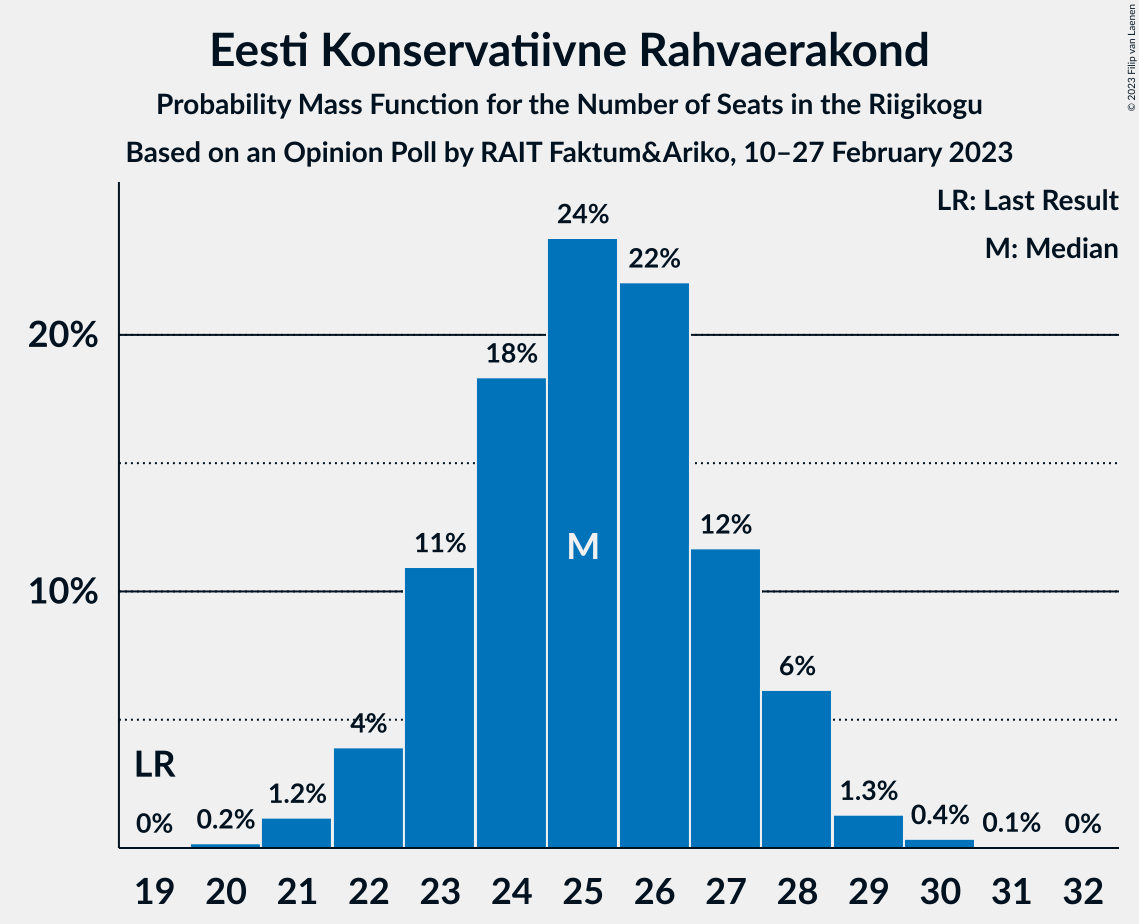 Eesti Konservatiivne Rahvaerakond
Probability Mass Function for the Number of Seats in the Riigikogu
Based on an Opinion Poll by RAIT Faktum&Ariko, 10–27 February 2023
© 2023 Filip van Laenen
LR: Last Result
M: Median
24%
22%
20%
18%
M
12%
11%
10%
6%
4%
LR
1.2%
1.3%
0%
0.2%
0.4%
0.1%
0%
19 20 21 22 23 24 25 26 27 28 29 30 31 32